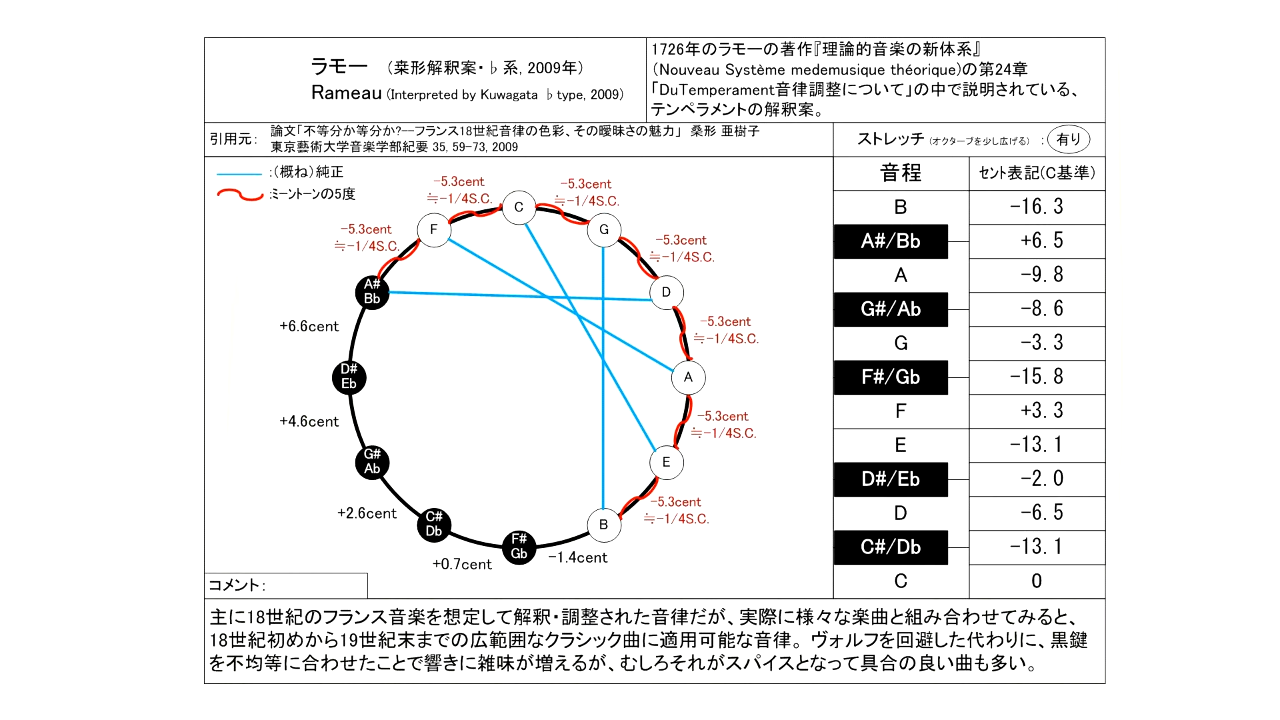 ラモー （桑形解釈案・♭系, 2009年）
Rameau (Interpreted by Kuwagata ♭type, 2009)
1726年のラモーの著作『理論的音楽の新体系』
（Nouveau Système medemusique théorique)の第24章
「DuTemperament音律調整について」の中で説明されている、
テンペラメントの解釈案。
引用元：
論文「不等分か等分か?--フランス18世紀音律の色彩、その曖昧さの魅力」 桑形 亜樹子
東京藝術大学音楽学部紀要 35, 59-73, 2009
ストレッチ （オクターブを少し広げる） ： 有り
：（概ね）純正
：ミーントーンの5度
-5.3cent
≒-1/4S.C.
-5.3cent
≒-1/4S.C.
-5.3cent
≒-1/4S.C.
-5.3cent
≒-1/4S.C.
-5.3cent
≒-1/4S.C.
-5.3cent
≒-1/4S.C.
-5.3cent
≒-1/4S.C.
C
F
G
A#
Bb
D
D#
Eb
A
G#
Ab
E
C#
Db
F#
Gb
B
+6.6cent
+4.6cent
+2.6cent
+0.7cent
-1.4cent
音程 セント表記(C基準)
B -16.3
A#/Bb +6.5
A -9.8
G#/Ab -8.6
G -3.3
F#/Gb -15.8
F +3.3
E -13.1
D#/Eb -2.0
D -6.5
C#/Db -13.1
C 0
コメント：
主に18世紀のフランス音楽を想定して解釈・調整された音律だが、実際に様々な楽曲と組み合わせてみると、
18世紀初めから19世紀末までの広範囲なクラシック曲に適用可能な音律。ヴォルフを回避した代わりに、黒鍵
を不均等に合わせたことで響きに雑味が増えるが、むしろそれがスパイスとなって具合の良い曲も多い。